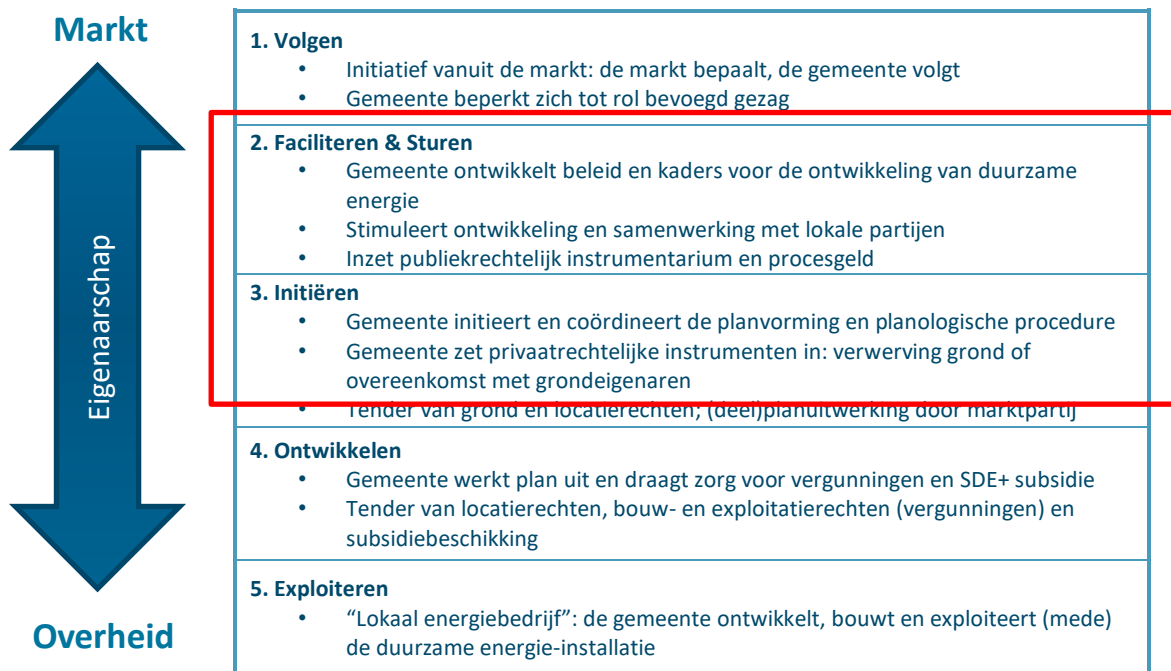 Markt
Eigenaarschap
Overheid
1. Volgen
• Initiatief vanuit de markt: de markt bepaalt, de gemeente volgt
• Gemeente beperkt zich tot rol bevoegd gezag
2. Faciliteren & Sturen
• Gemeente ontwikkelt beleid en kaders voor de ontwikkeling van duurzame
energie
• Stimuleert ontwikkeling en samenwerking met lokale partijen
• Inzet publiekrechtelijk instrumentarium en procesgeld
3. Initiëren
• Gemeente initieert en coördineert de planvorming en planologische procedure
• Gemeente zet privaatrechtelijke instrumenten in: verwerving grond of
overeenkomst met grondeigenaren
• Tender van grond en locatierechten; (deel)planuitwerking door marktpartij
4. Ontwikkelen
• Gemeente werkt plan uit en draagt zorg voor vergunningen en SDE+ subsidie
• Tender van locatierechten, bouw- en exploitatierechten (vergunningen) en
subsidiebeschikking
5. Exploiteren
• “Lokaal energiebedrijf”: de gemeente ontwikkelt, bouwt en exploiteert (mede)
de duurzame energie-installatie